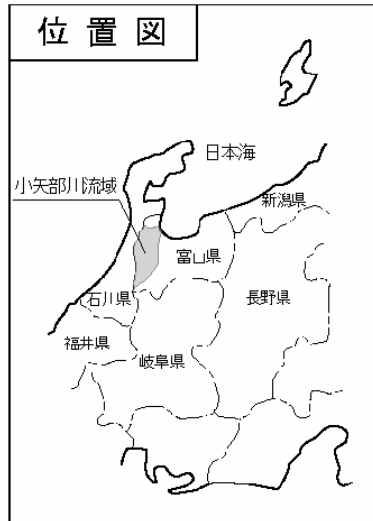 位置図
日本海
小矢部川流域
新潟県
富山県
石川県
長野県
福井県
岐阜県